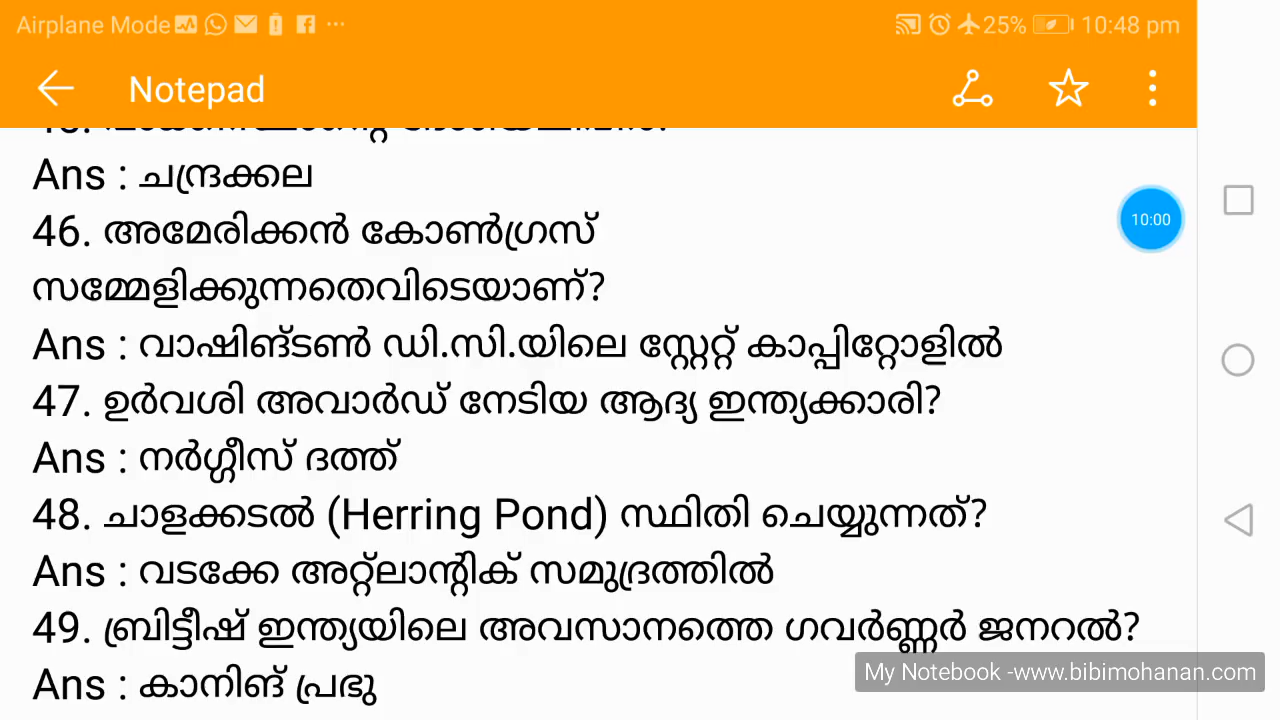 Airplane Mode 25% 10:48 pm
Notepad
Ans : ചന്ദ്രക്കല
10:00
46. അമേരിക്കൻ കോൺഗ്രസ്
സമ്മേളിക്കുന്നതെവിടെയാണ്?
Ans : വാഷിങ്ടൺ ഡി.സി.യിലെ സ്റ്റേറ്റ് കാപ്പിറ്റോളിൽ
47. ഉർവശി അവാർഡ് നേടിയ ആദ്യ ഇന്ത്യക്കാരി?
Ans : നർഗ്ഗീസ് ദത്ത്
48. ചാളക്കടൽ (Herring Pond) സ്ഥിതി ചെയ്യുന്നത്?
Ans : വടക്കേ അറ്റ്ലാന്റിക് സമുദ്രത്തിൽ
49. ബ്രിട്ടീഷ് ഇന്ത്യയിലെ അവസാനത്തെ ഗവർണ്ണർ ജനറൽ?
My Notebook -www.bibimohanan.com
Ans : കാനിങ് പ്രഭു